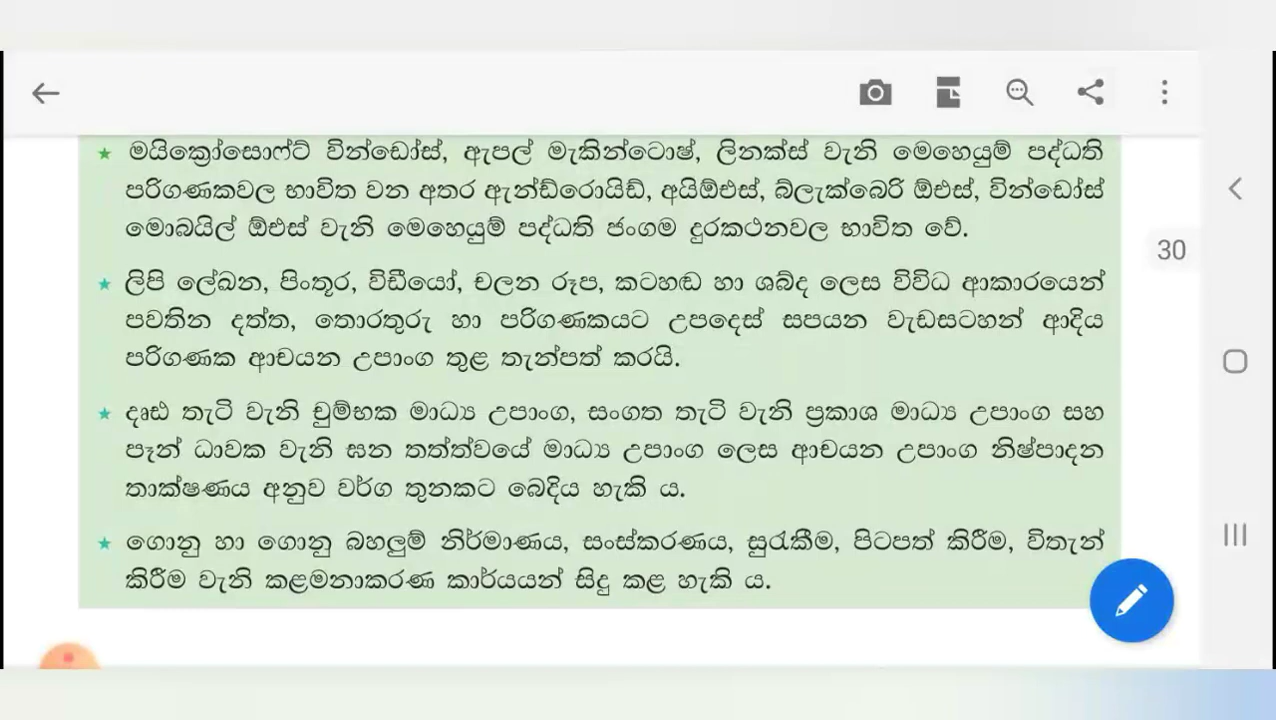 ★ මයික්‍රෝසොෆ්ට් වින්ඩෝස්, ඇපල් මැකින්ටොෂ්, ලිනක්ස් වැනි මෙහෙයුම් පද්ධති
පරිගණකවල භාවිත වන අතර ඇන්ඩ්රොයිඩ්, අයිඕඑස්, බ්ලැක්බෙරි ඕඑස්, වින්ඩෝස්
මොබයිල් ඕඑස් වැනි මෙහෙයුම් පද්ධති ජංගම දුරකථනවල භාවිත වේ.
30
★ ලිපි ලේඛන, පිංතූර, විඩීයෝ, චලන රූප, කටහඬ හා ශබ්ද ලෙස විවිධ ආකාරයෙන්
පවතින දත්ත, තොරතුරු හා පරිගණකයට උපදෙස් සපයන වැඩසටහන් ආදිය
පරිගණක ආචයන උපාංග තුළ තැන්පත් කරයි.
★ දෘඪ තැටි වැනි චුම්භක මාධ්‍ය උපාංග, සංගත තැටි වැනි ප්‍රකාශ මාධ්‍ය උපාංග සහ
පෑන් ධාවක වැනි ඝන තත්ත්වයේ මාධ්‍ය උපාංග ලෙස ආචයන උපාංග නිෂ්පාදන
තාක්ෂණය අනුව වර්ග තුනකට බෙදිය හැකි ය.
★ ගොනු හා ගොනු බහලුම් නිර්මාණය, සංස්කරණය, සුරැකීම, පිටපත් කිරීම, විතැන්
කිරීම වැනි කළමනාකරණ කාර්යයන් සිදු කළ හැකි ය.